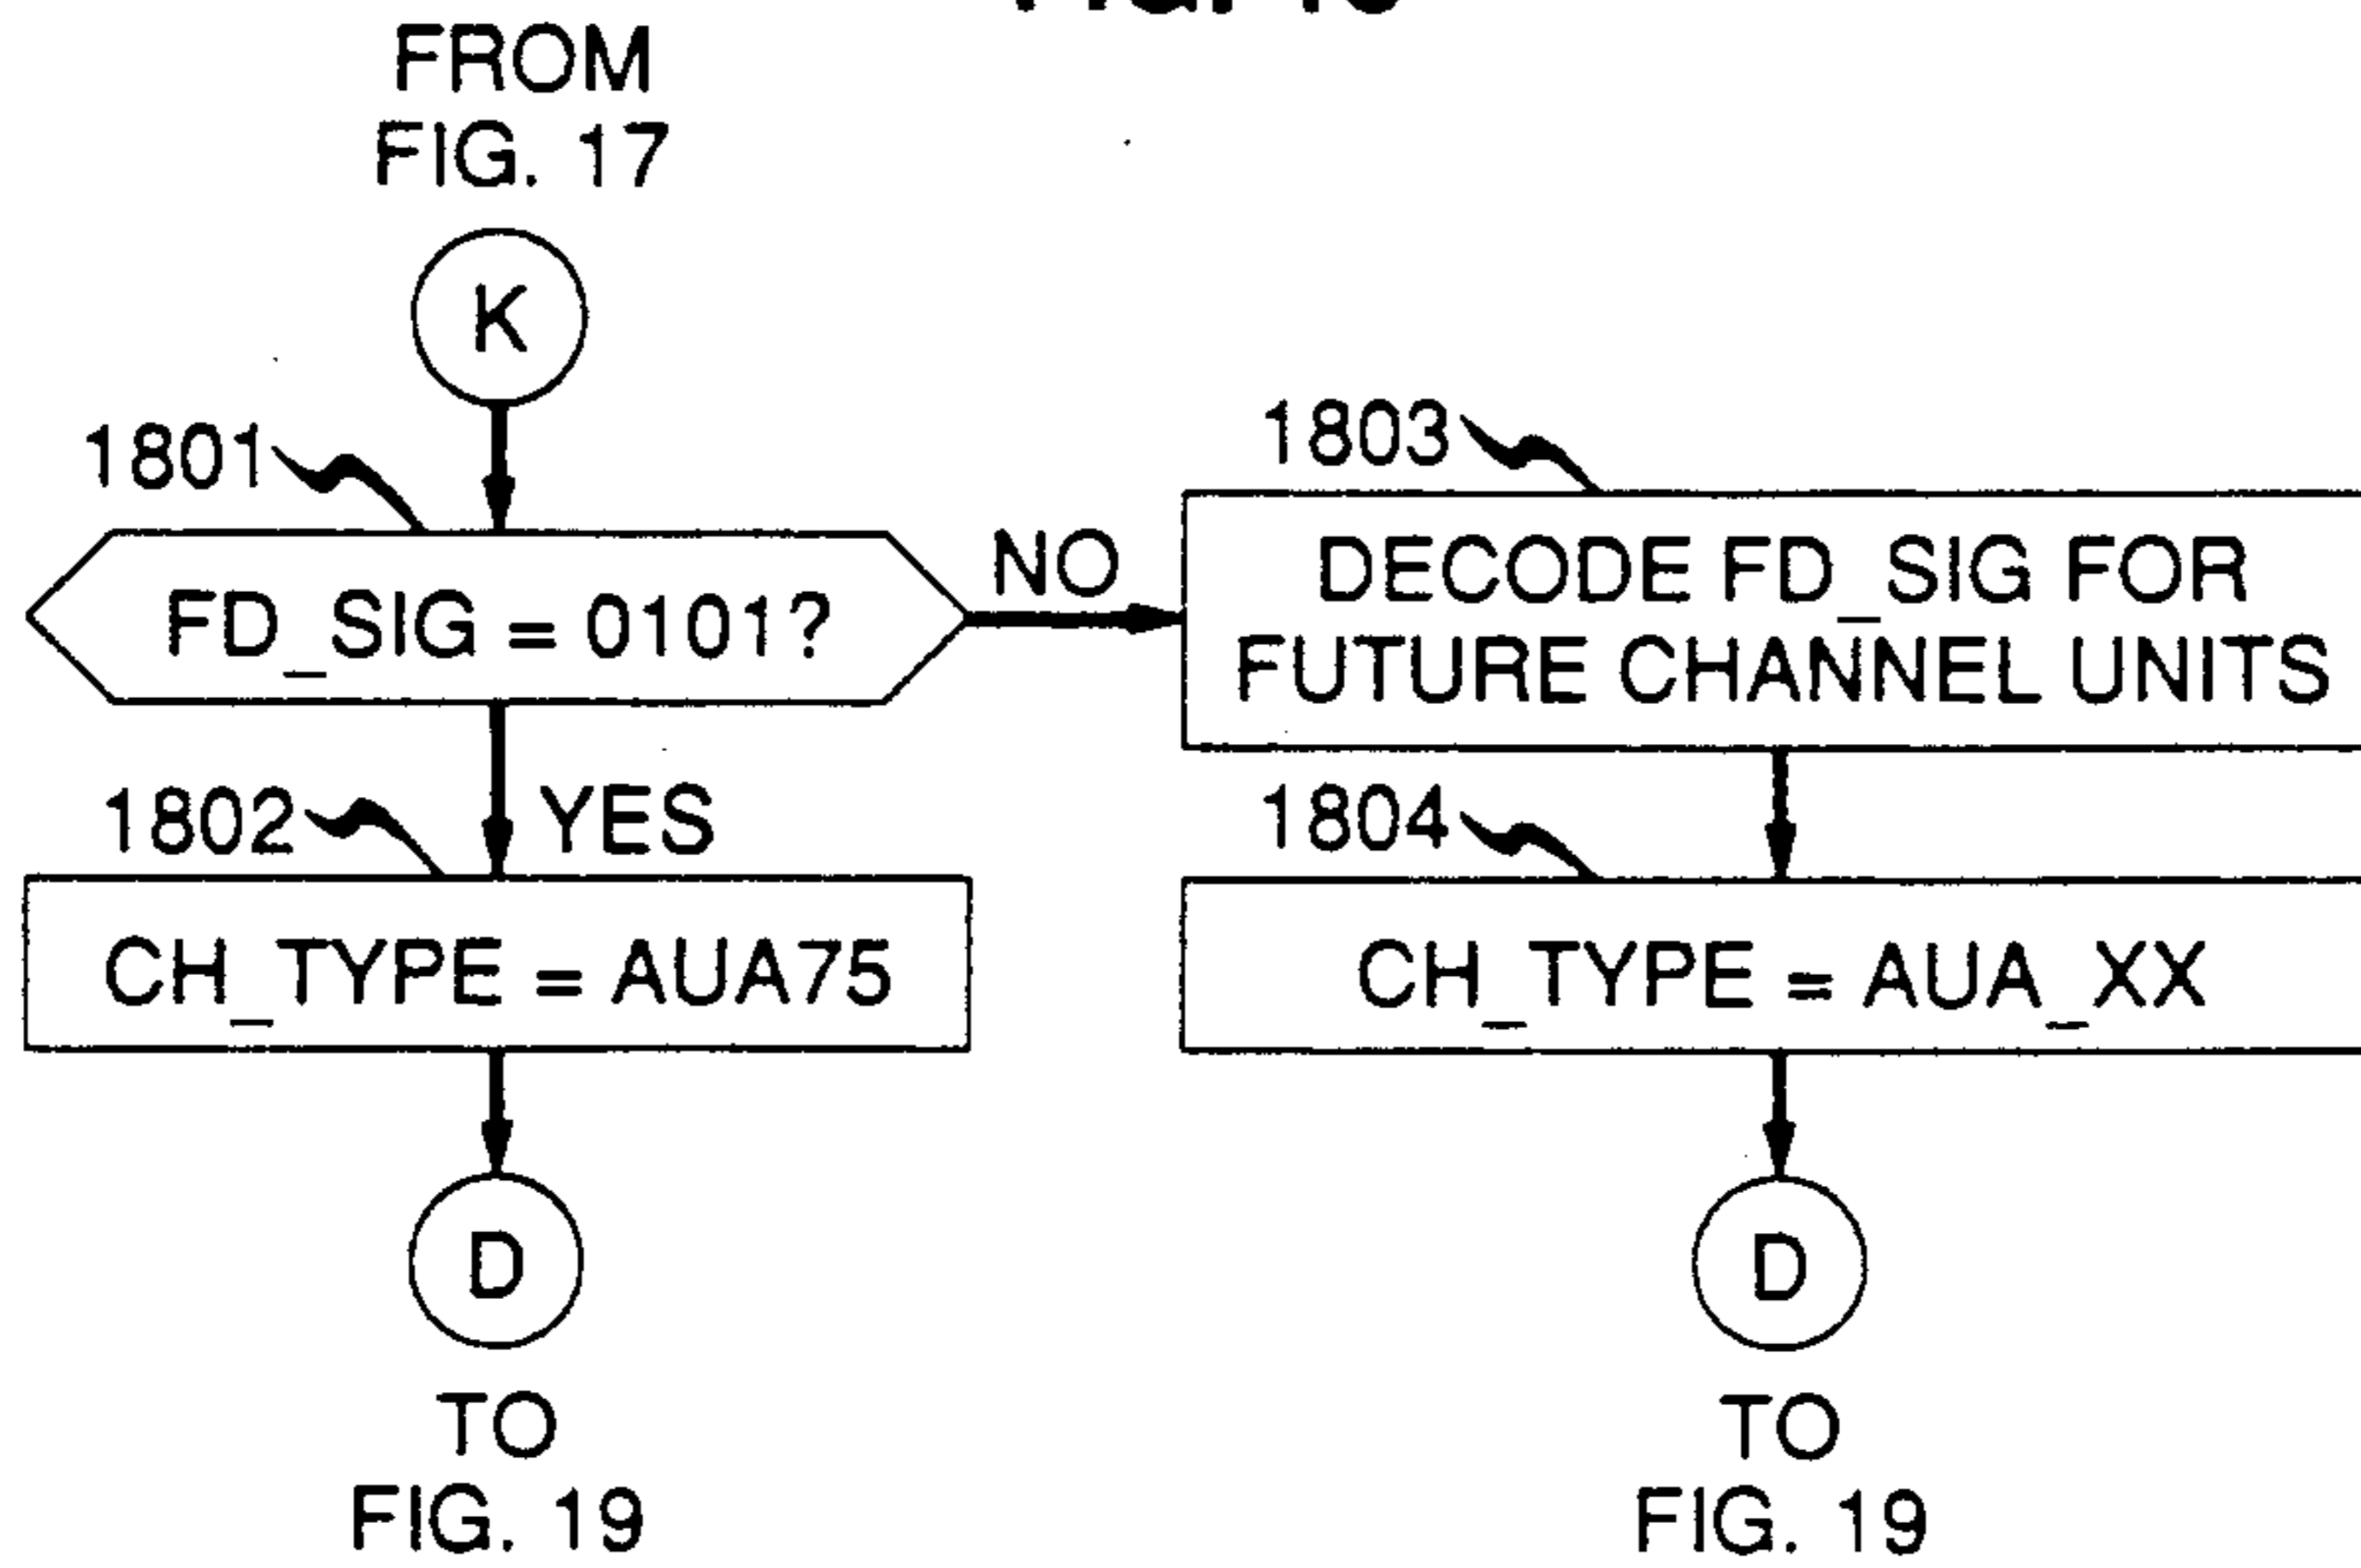 FROM
FIG. 17
K
1801
FD_SIG = 0101?
NO
1803
DECODE FD_SIG FOR
FUTURE CHANNEL UNITS
YES
1802
CH_TYPE = AUA75
1804
CH_TYPE = AUA_XX
D
TO
FIG. 19
D
TO
FIG. 19